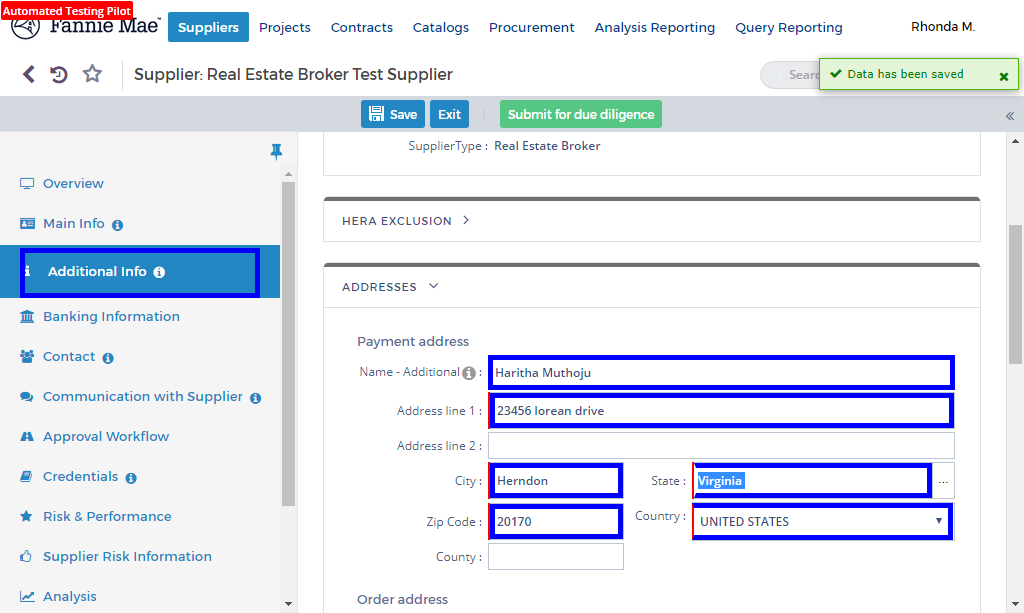 Automated Testing Pilot
Fannie Mae
Suppliers Projects Contracts Catalogs Procurement Analysis Reporting Query Reporting Rhonda M.
Supplier: Real Estate Broker Test Supplier
Sear
Data has been saved
Save Exit Submit for due diligence
SupplierType : Real Estate Broker
Overview
Main Info
Additional Info
Banking Information
Contact
Communication with Supplier
Approval Workflow
Credentials
Risk & Performance
Supplier Risk Information
Analysis
HERA EXCLUSION
ADDRESSES
Payment address
Name - Additional : Haritha Muthoju
Address line 1 : 23456 lorean drive
Address line 2 :
City : Herndon State : Virginia ...
Zip Code : 20170 Country : UNITED STATES
County :
Order address